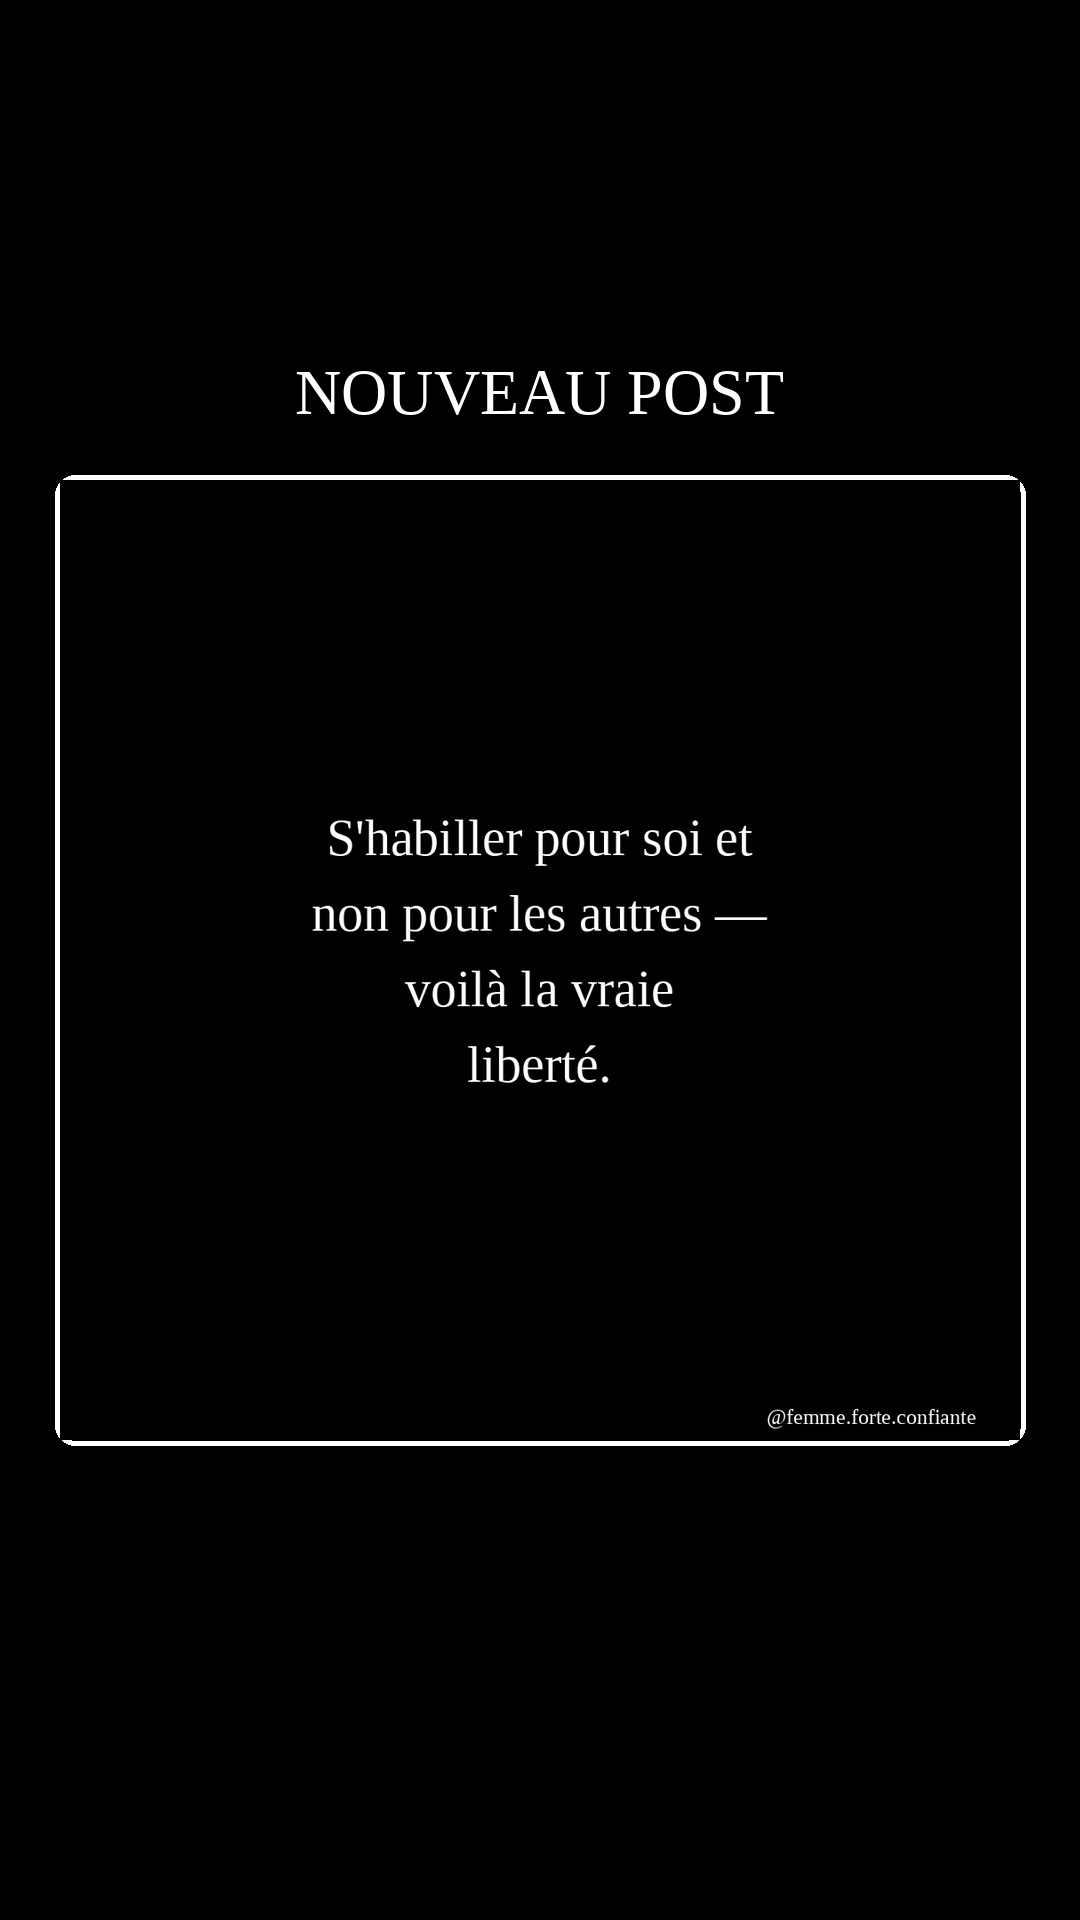 NOUVEAU POST
S'habiller pour soi et
non pour les autres —
voilà la vraie
liberté.
@femme.forte.confiante